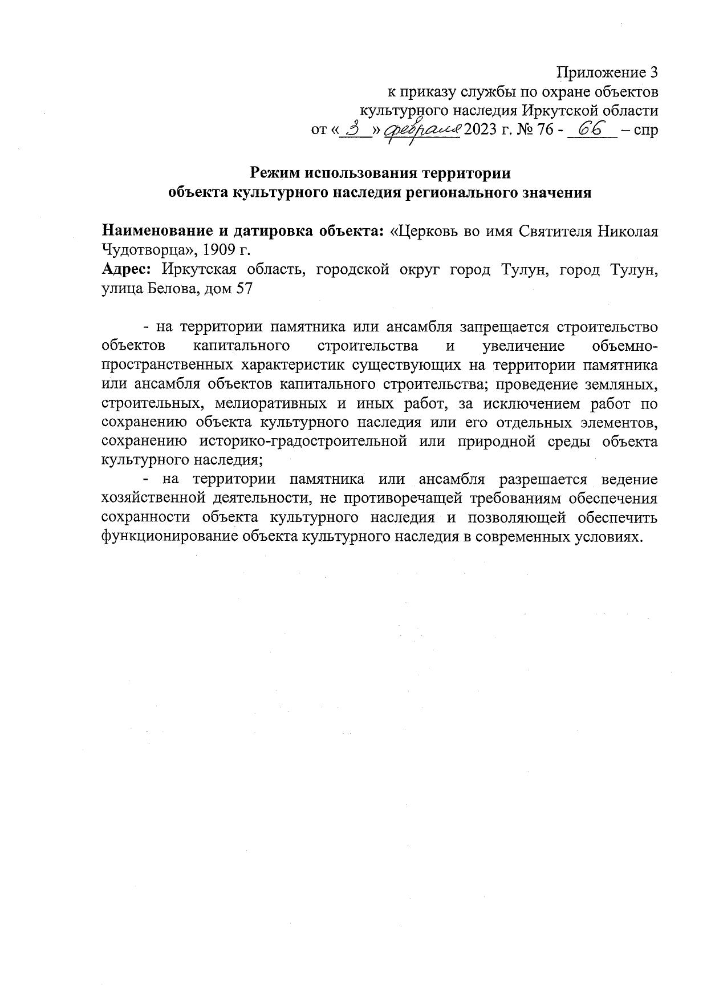 Приложение 3
к приказу службы по охране объектов
культурного наследия Иркутской области
от «3» февраля 2023 г. № 76 - 66 – спр
Режим использования территории
объекта культурного наследия регионального значения
Наименование и датировка объекта: «Церковь во имя Святителя Николая
Чудотворца», 1909 г.
Адрес: Иркутская область, городской округ город Тулун, город Тулун,
улица Белова, дом 57
- на территории памятника или ансамбля запрещается строительство
объектов капитального строительства и увеличение объемно-
пространственных характеристик существующих на территории памятника
или ансамбля объектов капитального строительства; проведение земляных,
строительных, мелиоративных и иных работ, за исключением работ по
сохранению объекта культурного наследия или его отдельных элементов,
сохранению историко-градостроительной или природной среды объекта
культурного наследия;
- на территории памятника или ансамбля разрешается ведение
хозяйственной деятельности, не противоречащей требованиям обеспечения
сохранности объекта культурного наследия и позволяющей обеспечить
функционирование объекта культурного наследия в современных условиях.